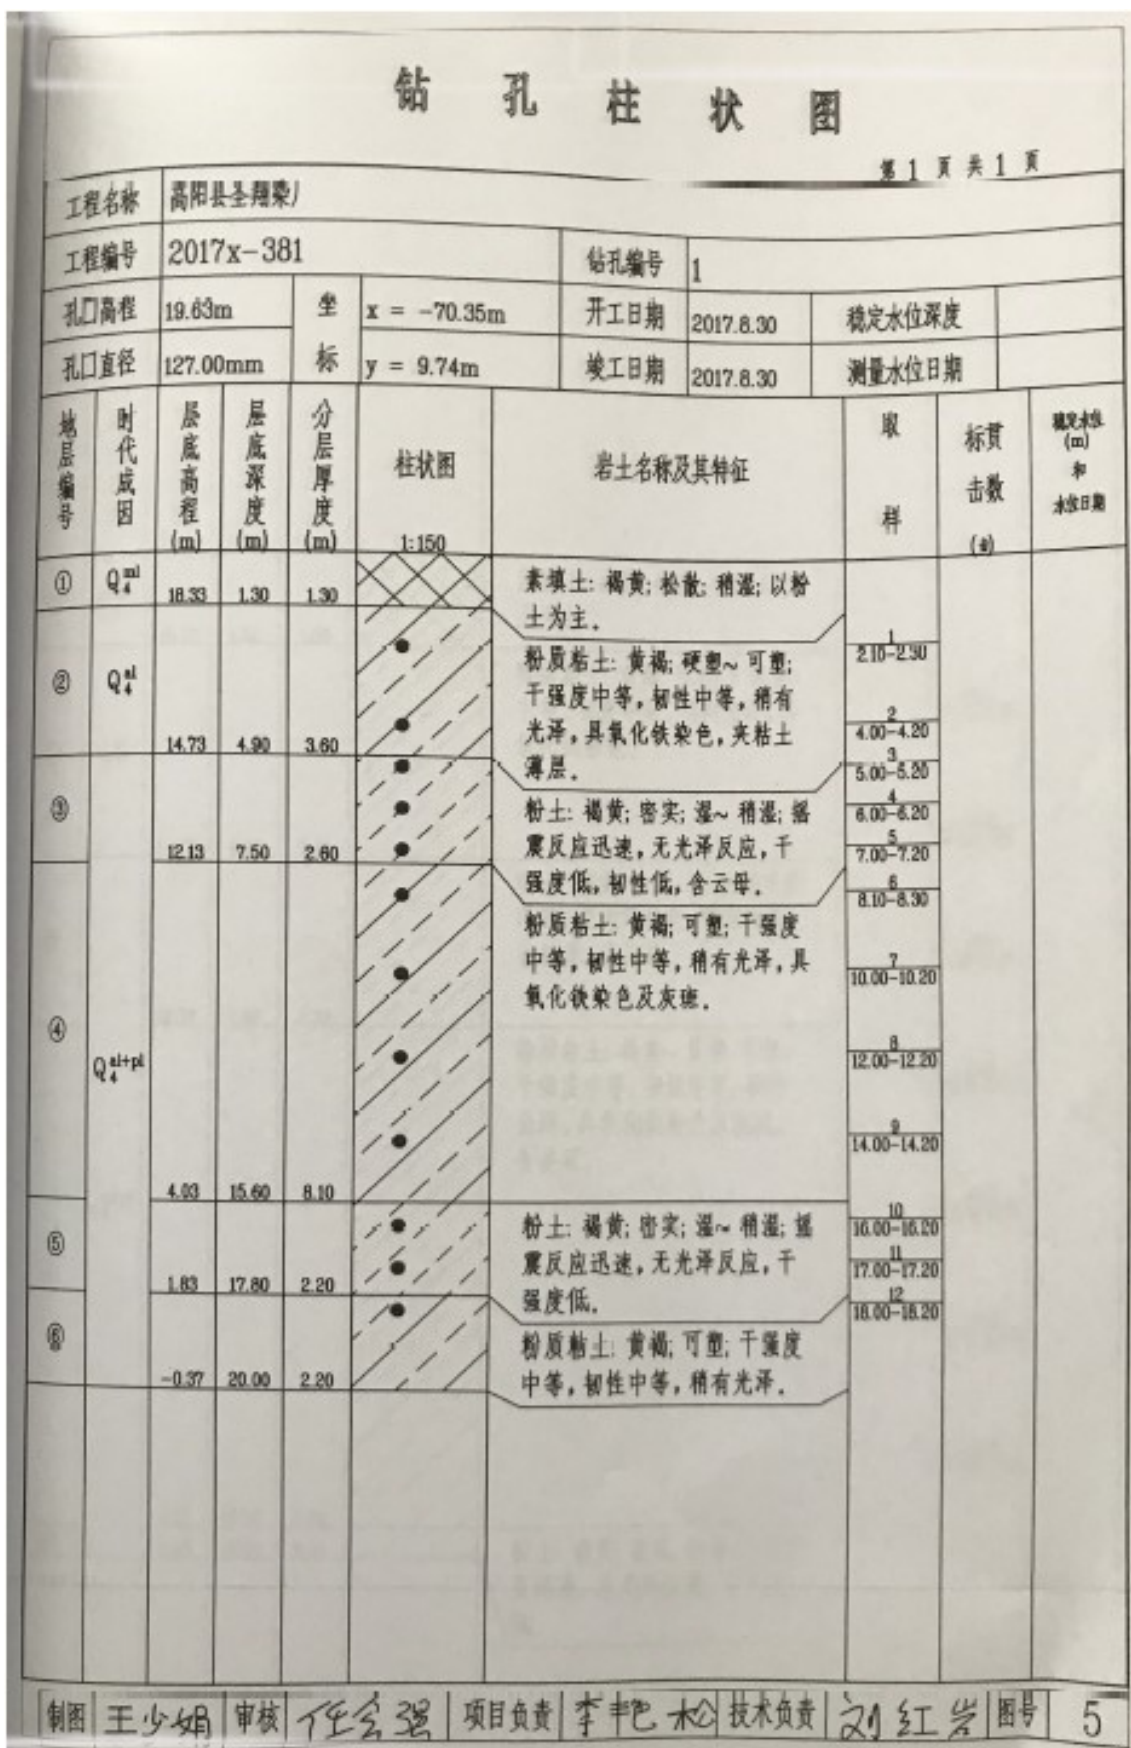 钻孔柱状图
第 1 页 共 1 页
工程名称 高阳县圣翔染厂
工程编号 2017x-381 钻孔编号 1
孔口高程 19.63m 坐标 x = -70.35m 开工日期 2017.8.30 稳定水位深度
孔口直径 127.00mm y = 9.74m 竣工日期 2017.8.30 测量水位日期
地层编号 时代成因 层底高程(m) 层底深度(m) 分层厚度(m) 柱状图 1:150 岩土名称及其特征 取样 标贯击数(击) 稳定水位(m)和水位日期
① Q4ml 18.33 1.30 1.30
素填土: 褐黄; 松散; 稍湿; 以粉
土为主.
② Q4al 14.73 4.90 3.60
粉质粘土: 黄褐; 硬塑~ 可塑;
干强度中等, 韧性中等, 稍有
光泽, 具氧化铁染色, 夹粘土
薄层.
③ 12.13 7.50 2.60
粉土: 褐黄; 密实; 湿~ 稍湿; 摇
震反应迅速, 无光泽反应, 干
强度低, 韧性低, 含云母.
④ Q4al+pl 4.03 15.60 8.10
粉质粘土: 黄褐; 可塑; 干强度
中等, 韧性中等, 稍有光泽, 具
氧化铁染色及灰斑.
⑤ 1.83 17.80 2.20
粉土: 褐黄; 密实; 湿~ 稍湿; 摇
震反应迅速, 无光泽反应, 干
强度低.
⑥ -0.37 20.00 2.20
粉质粘土: 黄褐; 可塑; 干强度
中等, 韧性中等, 稍有光泽.
1
2.10-2.30
2
4.00-4.20
3
5.00-5.20
4
6.00-6.20
5
7.00-7.20
6
8.10-8.30
7
10.00-10.20
8
12.00-12.20
9
14.00-14.20
10
16.00-16.20
11
17.00-17.20
12
18.00-18.20
制图 王少娟 审核 任会强 项目负责 李艳松 技术负责 刘红岩 图号 5